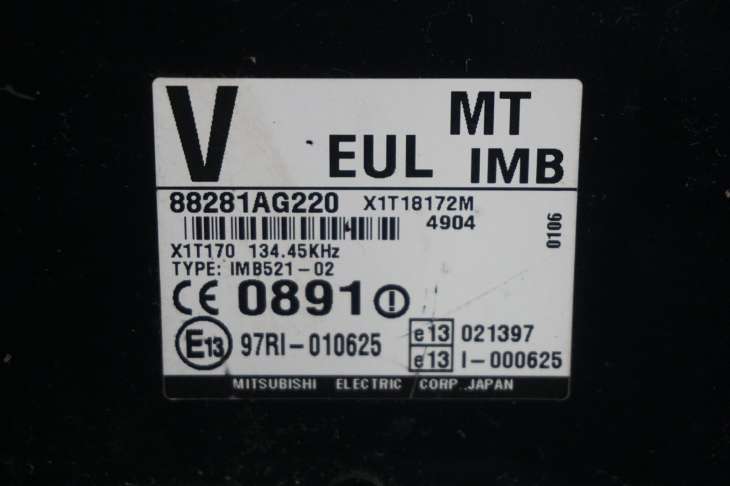 V EUL MT
IMB
88281AG220 X1T18172M
4904
0106
X1T170 134.45KHz
TYPE: IMB521-02
CE 0891
E13 97RI-010625
e13 021397
e13 I-000625
MITSUBISHI ELECTRIC CORP. JAPAN